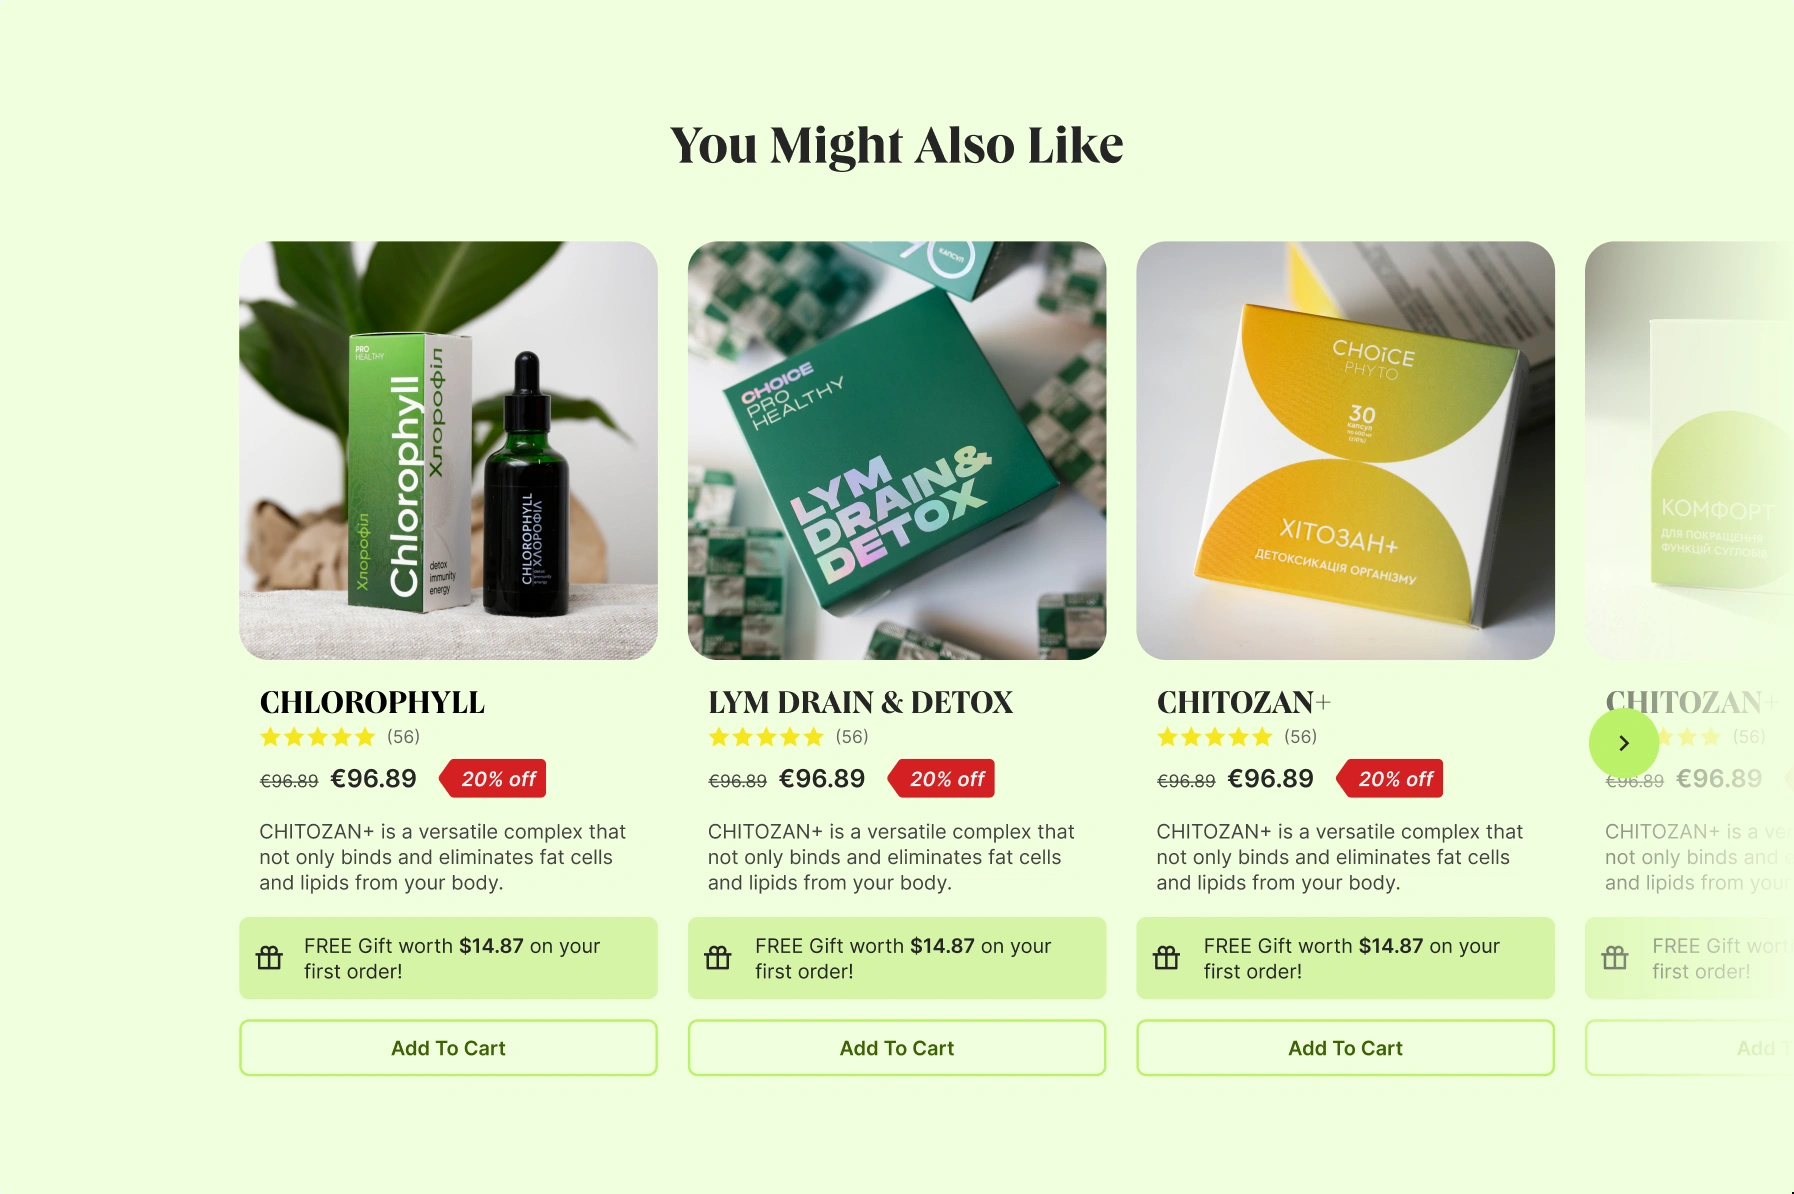 You Might Also Like
PRO
HEALTHY
Chlorophyll
Хлорофіл
Хлорофіл
detox
immunity
energy
CHLOROPHYLL
ХЛОРОФІЛ
КАПСУЛ
CHOICE
PRO
HEALTHY
LYM
DRAIN&
DETOX
CHOICE
PHYTO
30
капсул
ХІТОЗАН+
ДЕТОКСИКАЦІЯ ОРГАНІЗМУ
КОМФОРТ
ДЛЯ ПОКРАЩЕННЯ
ФУНКЦІЙ СУГЛОБІВ
CHLOROPHYLL
(56)
€96.89 €96.89 20% off
CHITOZAN+ is a versatile complex that
not only binds and eliminates fat cells
and lipids from your body.
FREE Gift worth $14.87 on your
first order!
Add To Cart
LYM DRAIN & DETOX
(56)
€96.89 €96.89 20% off
CHITOZAN+ is a versatile complex that
not only binds and eliminates fat cells
and lipids from your body.
FREE Gift worth $14.87 on your
first order!
Add To Cart
CHITOZAN+
(56)
€96.89 €96.89 20% off
CHITOZAN+ is a versatile complex that
not only binds and eliminates fat cells
and lipids from your body.
FREE Gift worth $14.87 on your
first order!
Add To Cart
CHITOZAN+
(56)
€96.89 €96.89
CHITOZAN+ is a
not only binds and
and lipids from your
FREE Gift
first order!
Add